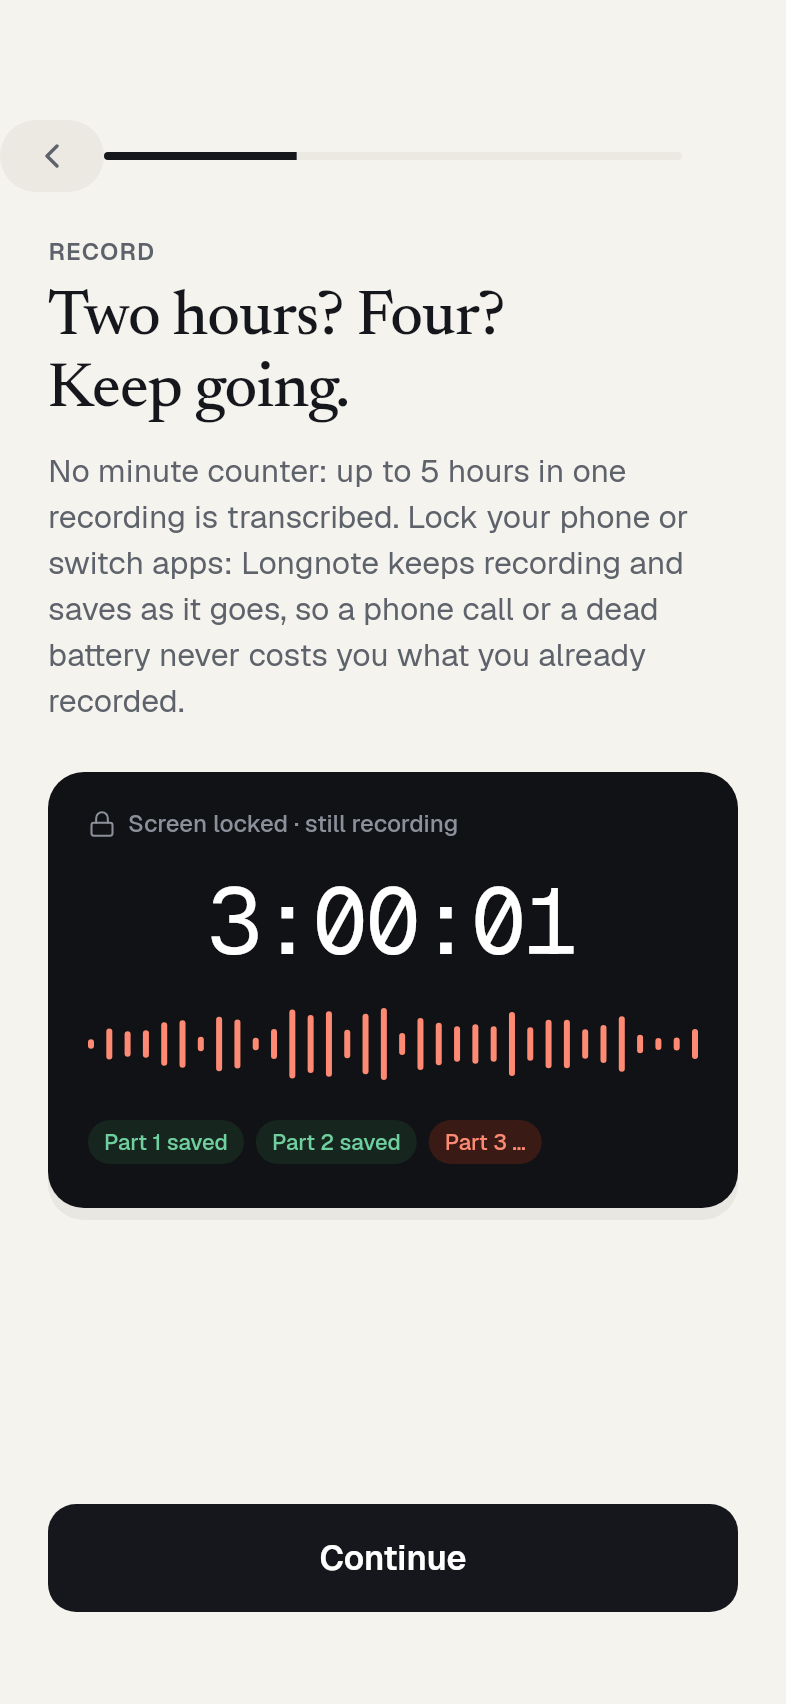 RECORD
Two hours? Four?
Keep going.
No minute counter: up to 5 hours in one
recording is transcribed. Lock your phone or
switch apps: Longnote keeps recording and
saves as it goes, so a phone call or a dead
battery never costs you what you already
recorded.
Screen locked · still recording
3:00:01
Part 1 saved Part 2 saved Part 3 ...
Continue